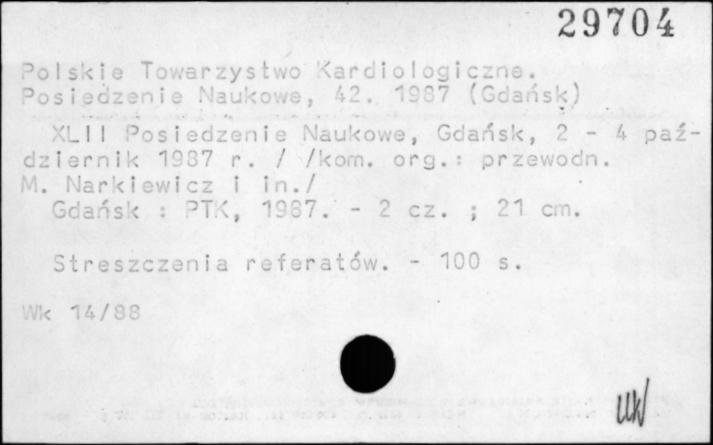 29704
Polskie Towarzystwo Kardiologiczne.
Posiedzenie Naukowe, 42. 1987 (Gdańsk)
XLII Posiedzenie Naukowe, Gdańsk, 2 - 4 paź-
dziernik 1987 r. / /kom. org.: przewodn.
M. Narkiewicz i in./
Gdańsk : PTK, 1987. - 2 cz. ; 21 cm.
Streszczenia referatów. - 100 s.
Wk 14/88